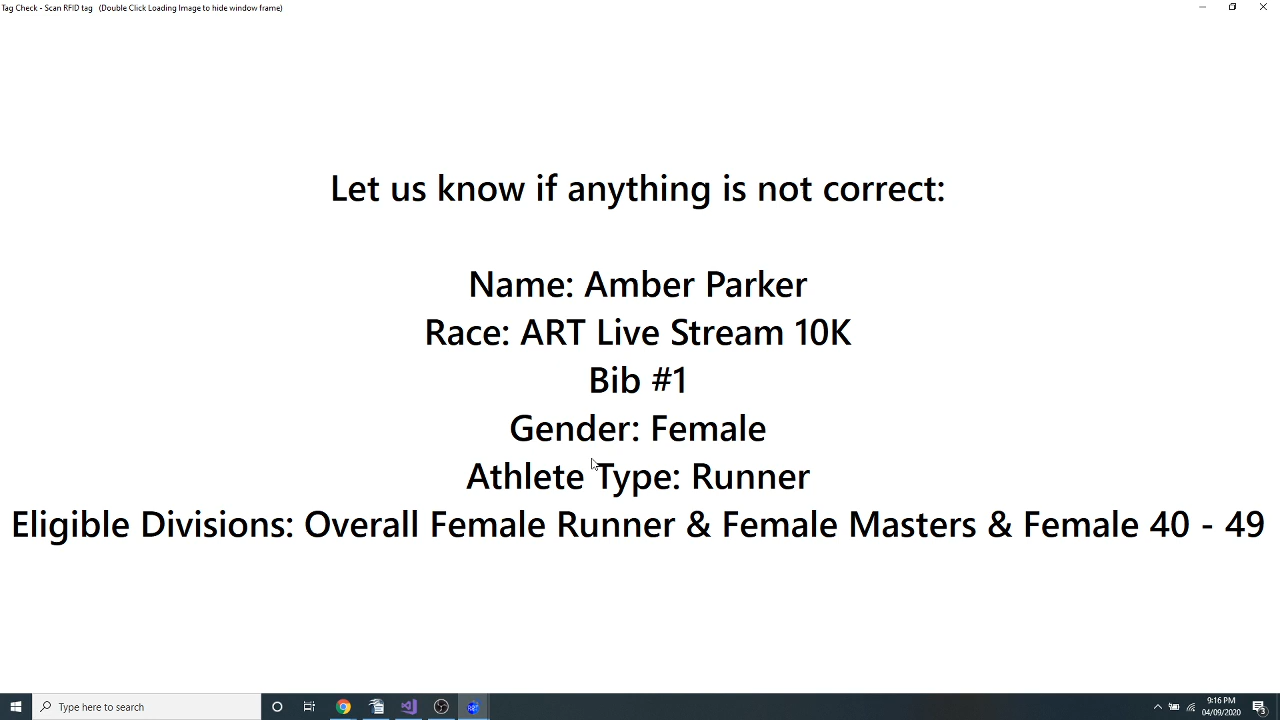 Tag Check - Scan RFID tag   (Double Click Loading Image to hide window frame)
Let us know if anything is not correct:
Name: Amber Parker
Race: ART Live Stream 10K
Bib #1
Gender: Female
Athlete Type: Runner
Eligible Divisions: Overall Female Runner & Female Masters & Female 40 - 49
Type here to search
9:16 PM
04/09/2020
3